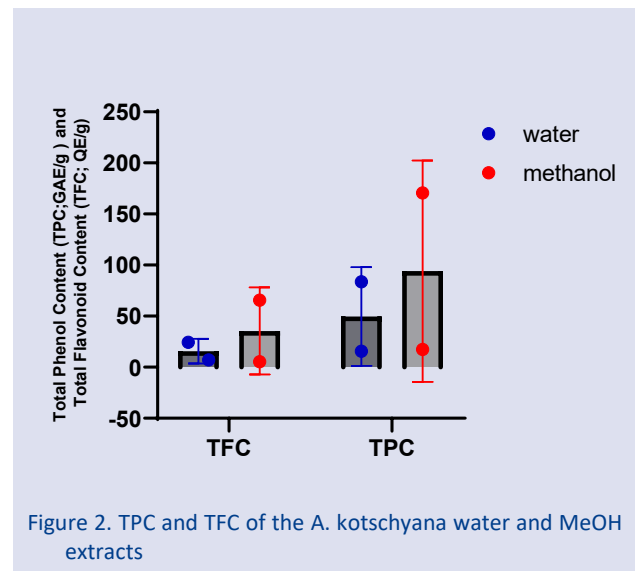 Total Phenol Content (TPC;GAE/g ) and
Total Flavonoid Content (TFC; QE/g)
250
200
150
100
50
0
-50
TFC
TPC
water
methanol
Figure 2. TPC and TFC of the A. kotschyana water and MeOH
extracts